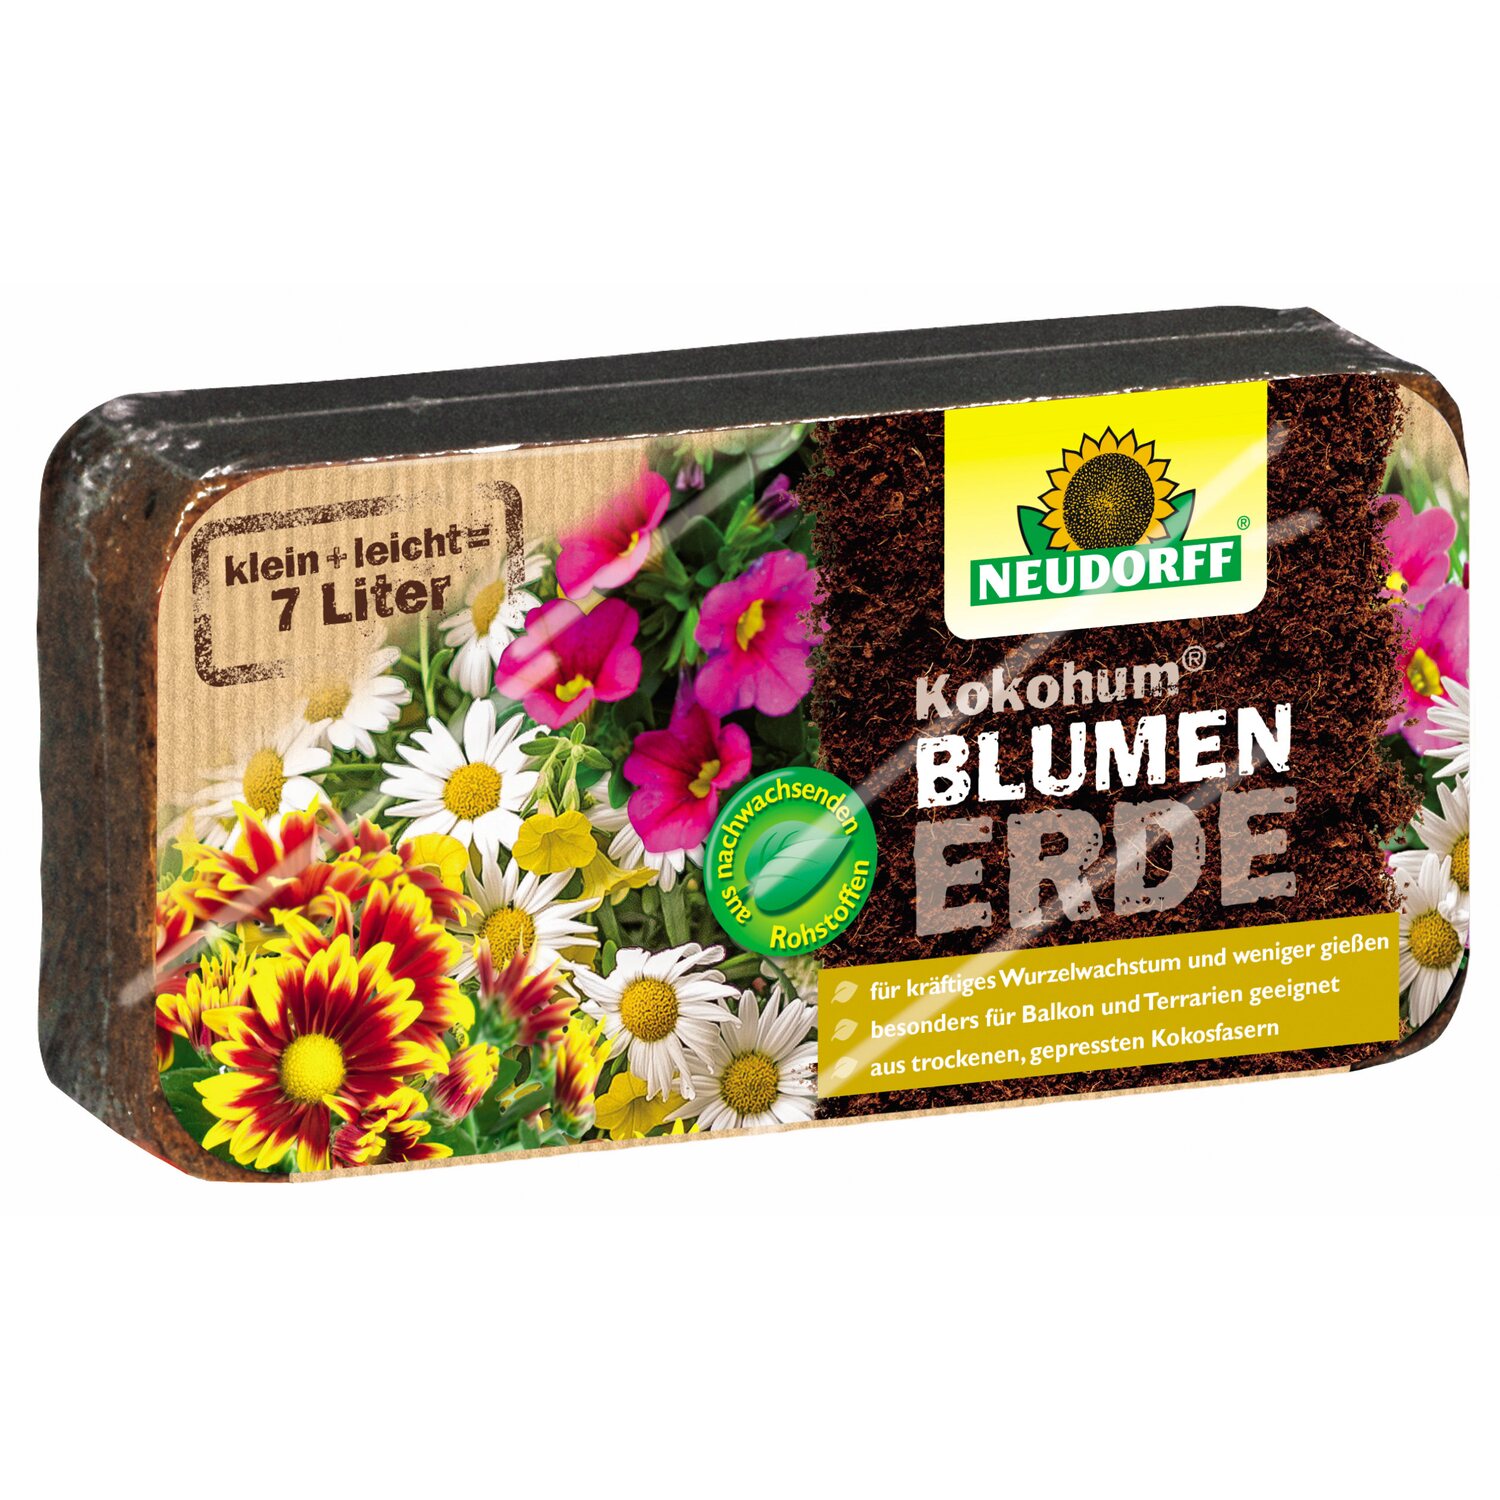 klein + leicht =
7 Liter
NEUDORFF
®
Kokohum®
BLUMEN
ERDE
aus nachwachsenden
Rohstoffen
für kräftiges Wurzelwachstum und weniger gießen
besonders für Balkon und Terrarien geeignet
aus trockenen, gepressten Kokosfasern